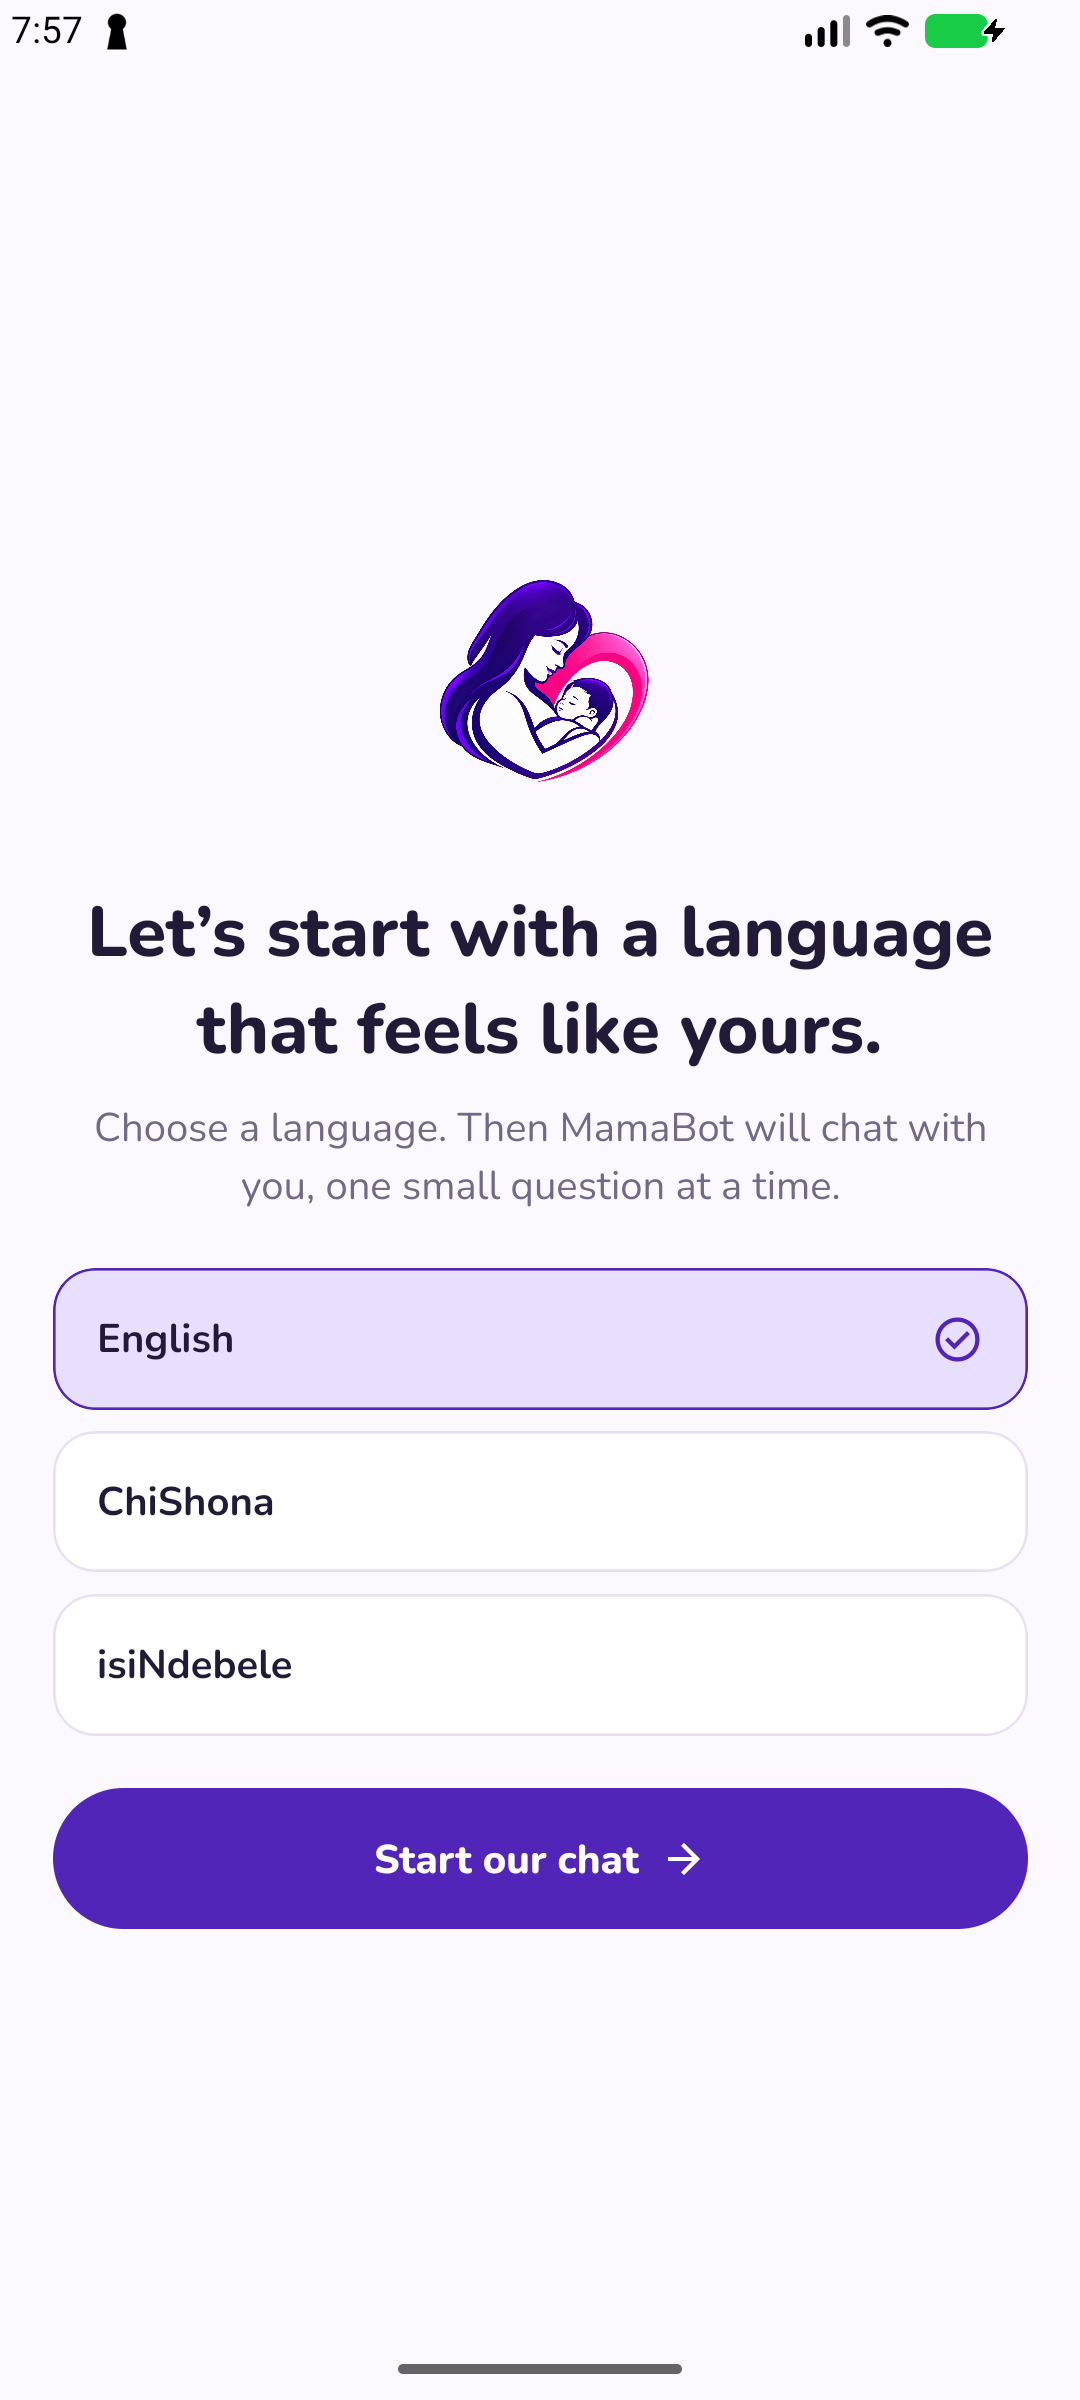 7:57
Let’s start with a language
that feels like yours.
Choose a language. Then MamaBot will chat with
you, one small question at a time.
English
ChiShona
isiNdebele
Start our chat